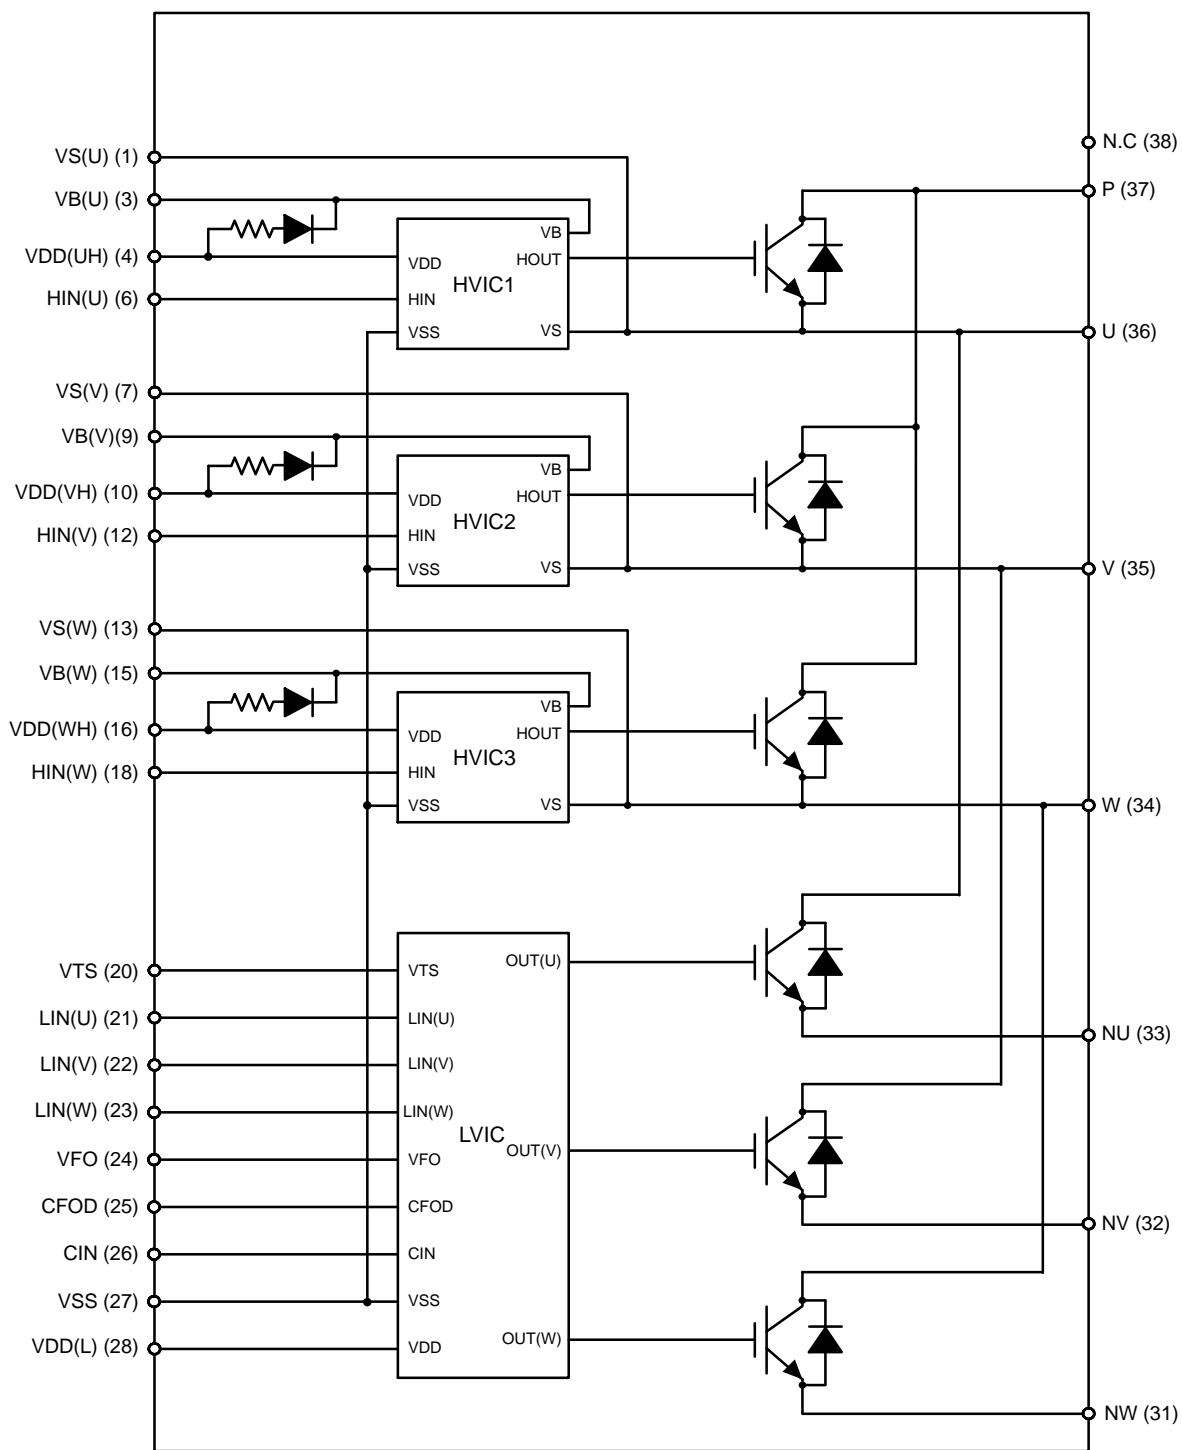 VS(U) (1)
VB(U) (3)
VDD(UH) (4)
HIN(U) (6)
VS(V) (7)
VB(V)(9)
VDD(VH) (10)
HIN(V) (12)
VS(W) (13)
VB(W) (15)
VDD(WH) (16)
HIN(W) (18)
VTS (20)
LIN(U) (21)
LIN(V) (22)
LIN(W) (23)
VFO (24)
CFOD (25)
CIN (26)
VSS (27)
VDD(L) (28)
VB
VDD
HOUT
HVIC1
HIN
VSS
VS
VB
VDD
HOUT
HVIC2
HIN
VSS
VS
VB
VDD
HOUT
HVIC3
HIN
VSS
VS
VTS
OUT(U)
LIN(U)
LIN(V)
LIN(W)
LVIC
OUT(V)
VFO
CFOD
CIN
VSS
OUT(W)
VDD
N.C (38)
P (37)
U (36)
V (35)
W (34)
NU (33)
NV (32)
NW (31)